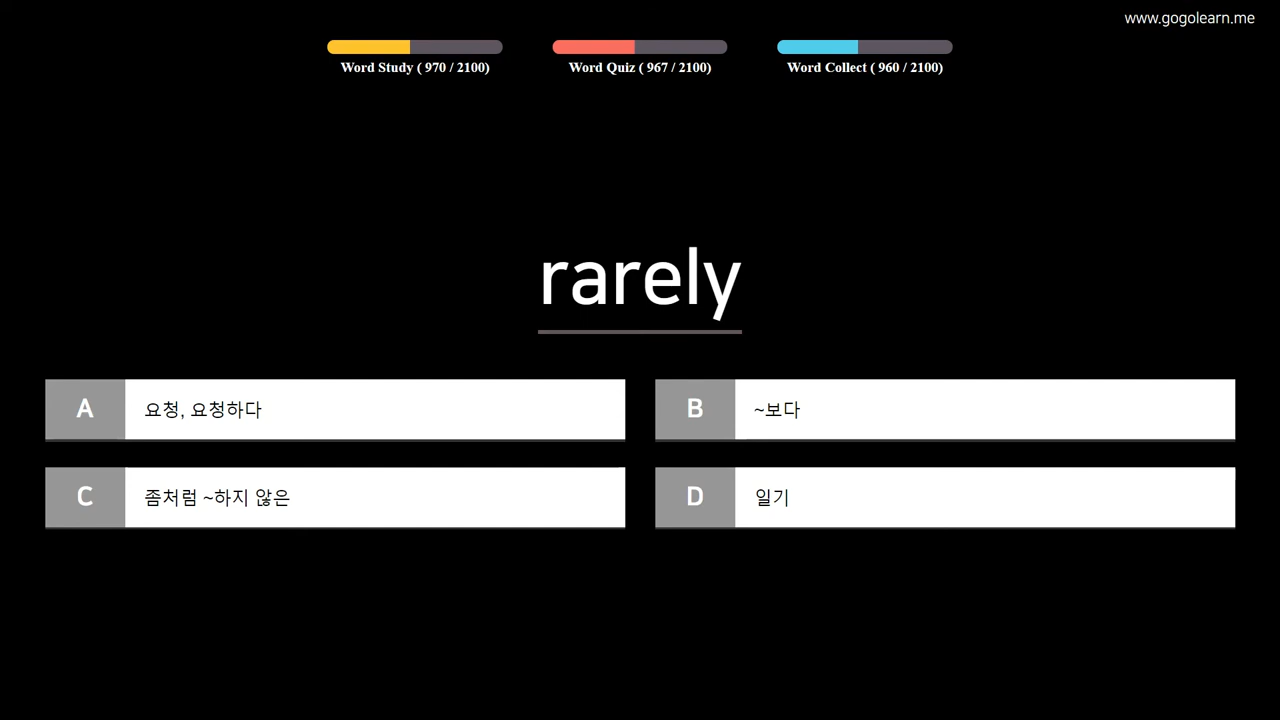 www.gogolearn.me
Word Study ( 970 / 2100)
Word Quiz ( 967 / 2100)
Word Collect ( 960 / 2100)
rarely
A 요청, 요청하다
B ~보다
C 좀처럼 ~하지 않은
D 일기